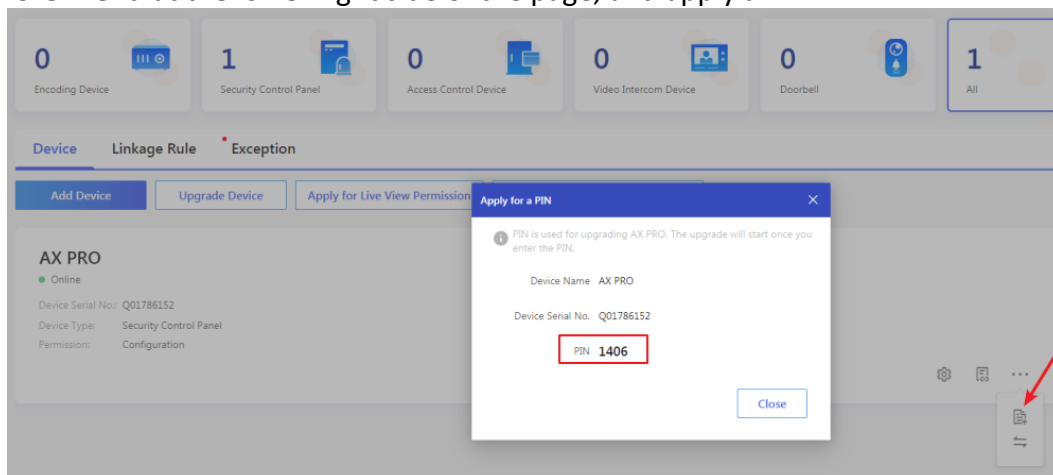 0
Encoding Device
1
Security Control Panel
0
Access Control Device
0
Video Intercom Device
0
Doorbell
1
All
Device Linkage Rule Exception
Add Device Upgrade Device Apply for Live View Permission
Apply for a PIN
PIN is used for upgrading AX PRO. The upgrade will start once you
enter the PIN.
Device Name AX PRO
Device Serial No. Q01786152
PIN 1406
Close
AX PRO
Online
Device Serial No.: Q01786152
Device Type: Security Control Panel
Permission: Configuration